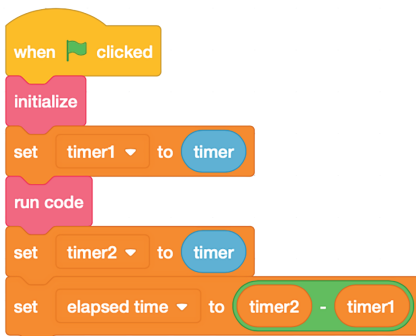 when clicked
initialize
set timer1 to timer
run code
set timer2 to timer
set elapsed time to timer2 - timer1